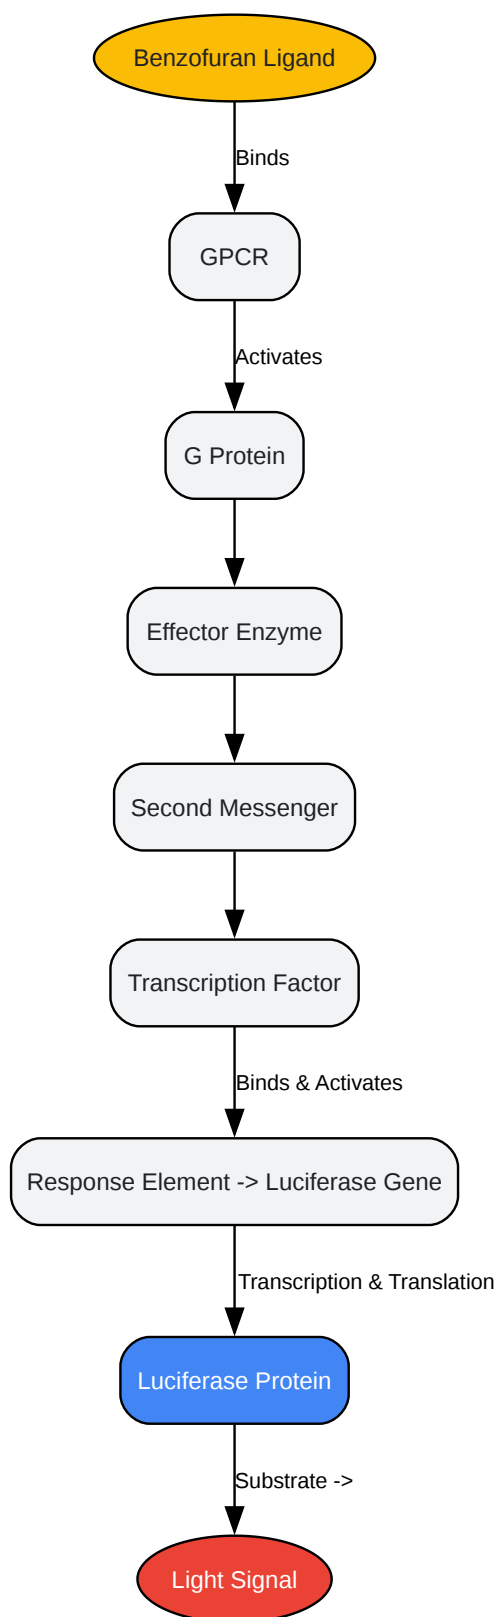 Benzofuran Ligand
Binds
GPCR
Activates
G Protein
Effector Enzyme
Second Messenger
Transcription Factor
Binds & Activates
Response Element -> Luciferase Gene
Transcription & Translation
Luciferase Protein
Substrate ->
Light Signal